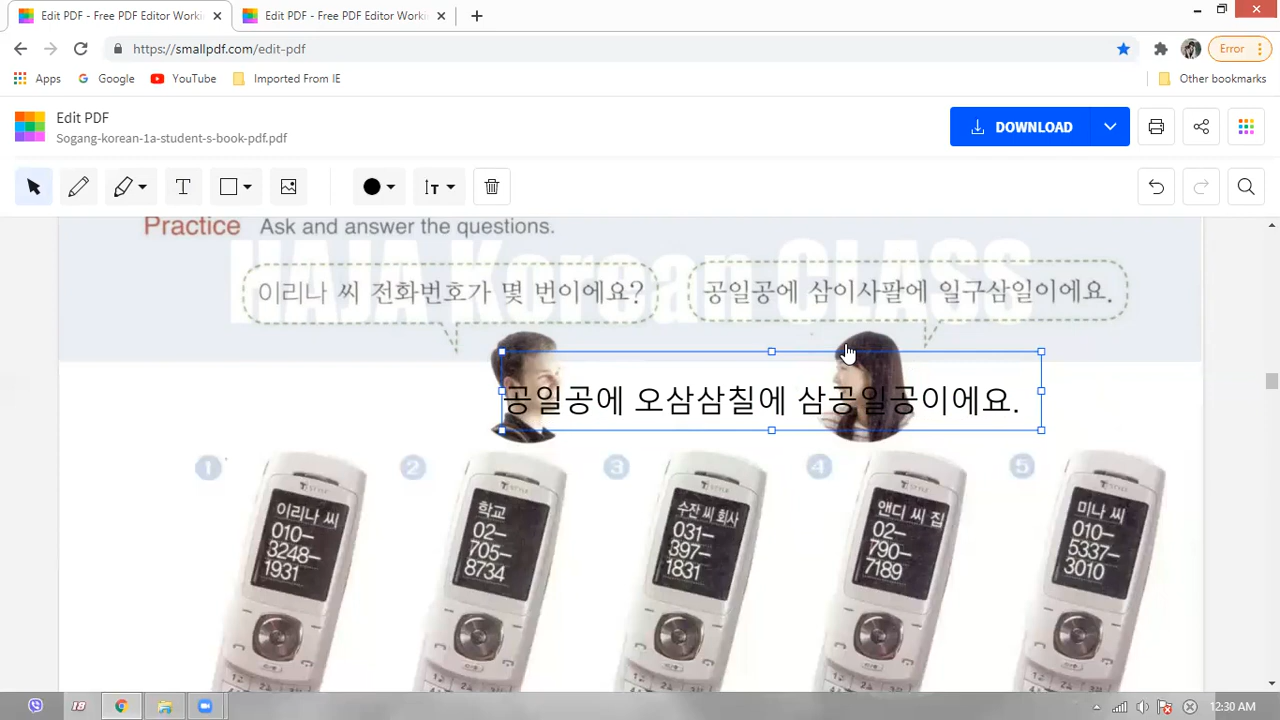 Edit PDF - Free PDF Editor Worki
Edit PDF - Free PDF Editor Worki
https://smallpdf.com/edit-pdf
Error
Apps
Google
YouTube
Imported From IE
Other bookmarks
Edit PDF
Sogang-korean-1a-student-s-book-pdf.pdf
DOWNLOAD
T
T
Practice Ask and answer the questions.
HAJA Korean CLASS
이리나 씨 전화번호가 몇 번이에요?
공일공에 삼이사팔에 일구삼일이에요.
공일공에 오삼삼칠에 삼공일공이에요.
1
STYLE
이리나 씨
010-
3248-
1931
2
STYLE
학교
02-
705-
8734
3
STYLE
수잔 씨 회사
031-
397-
1831
4
STYLE
앤디 씨 집
02-
790-
7189
5
STYLE
미나 씨
010-
5337-
3010
12:30 AM